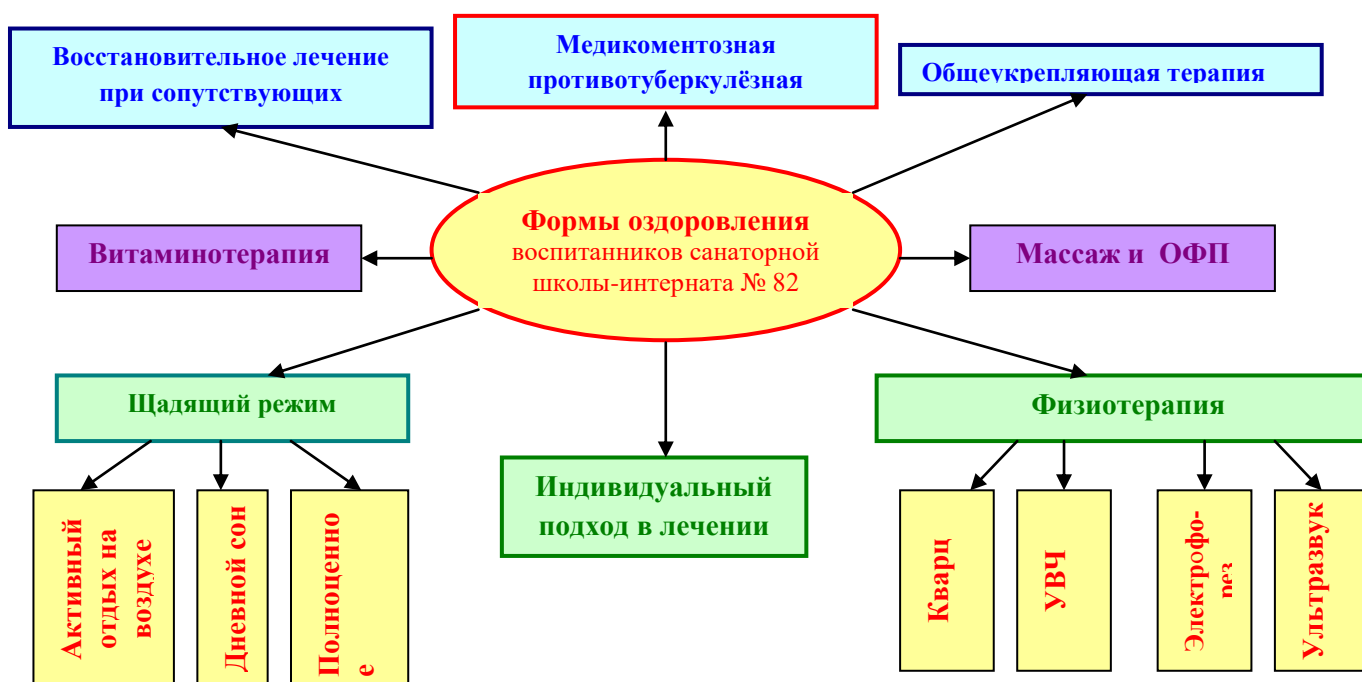 Восстановительное лечение
при сопутствующих
Медикоментозная
противотуберкулёзная
Общеукрепляющая терапия
Формы оздоровления
воспитанников санаторной
школы-интерната № 82
Витаминотерапия
Массаж и ОФП
Щадящий режим
Физиотерапия
Индивидуальный
подход в лечении
Активный
отдых на
воздухе
Дневной сон
Полноценно
е
Кварц
УВЧ
Электрофо-
рез
Ультразвук